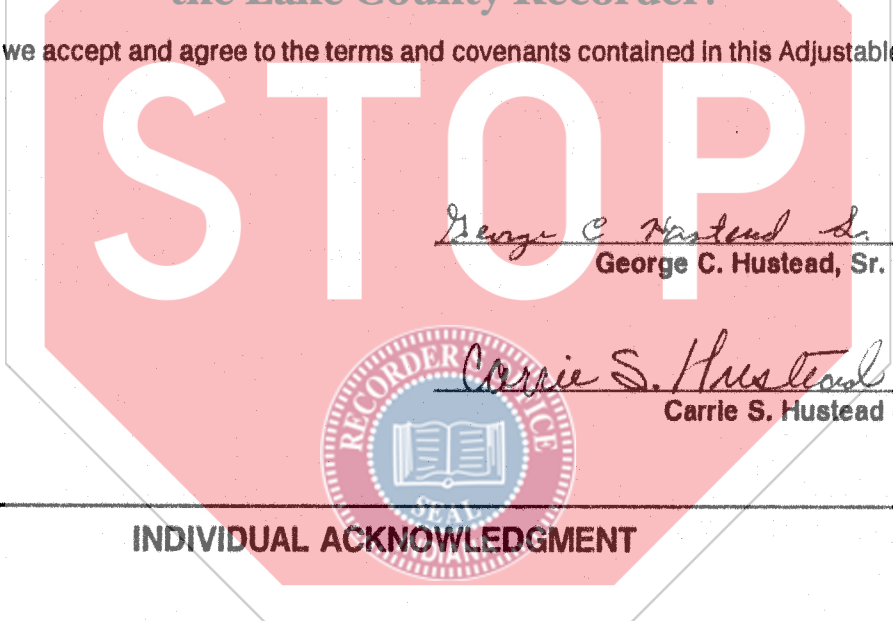 the Lake County Recorder!
we accept and agree to the terms and covenants contained in this Adjustable
STOP
George C Hustead Sr.
George C. Hustead, Sr.
Carrie S. Hustead
Carrie S. Hustead
RECORDER'S OFFICE
SEAL
INDIANA
INDIVIDUAL ACKNOWLEDGMENT